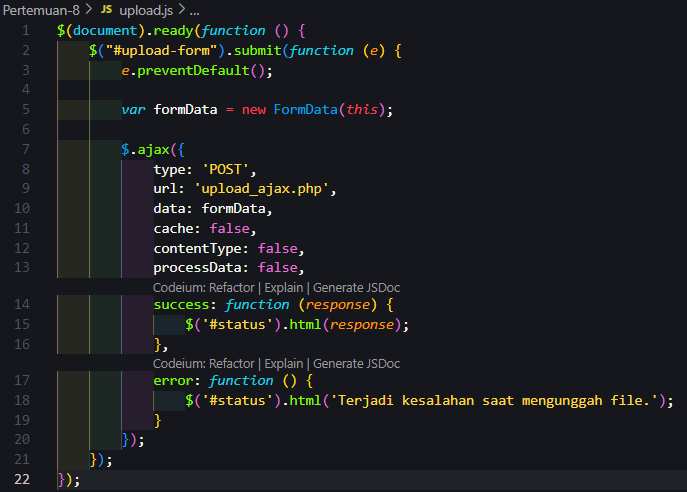 Pertemuan-8 > JS upload.js > ...
1 $(document).ready(function () {
2     $("#upload-form").submit(function (e) {
3         e.preventDefault();
4
5         var formData = new FormData(this);
6
7         $.ajax({
8             type: 'POST',
9             url: 'upload_ajax.php',
10             data: formData,
11             cache: false,
12             contentType: false,
13             processData: false,
Codeium: Refactor | Explain | Generate JSDoc
14             success: function (response) {
15                 $('#status').html(response);
16             },
Codeium: Refactor | Explain | Generate JSDoc
17             error: function () {
18                 $('#status').html('Terjadi kesalahan saat mengunggah file.');
19             }
20         });
21     });
22 });